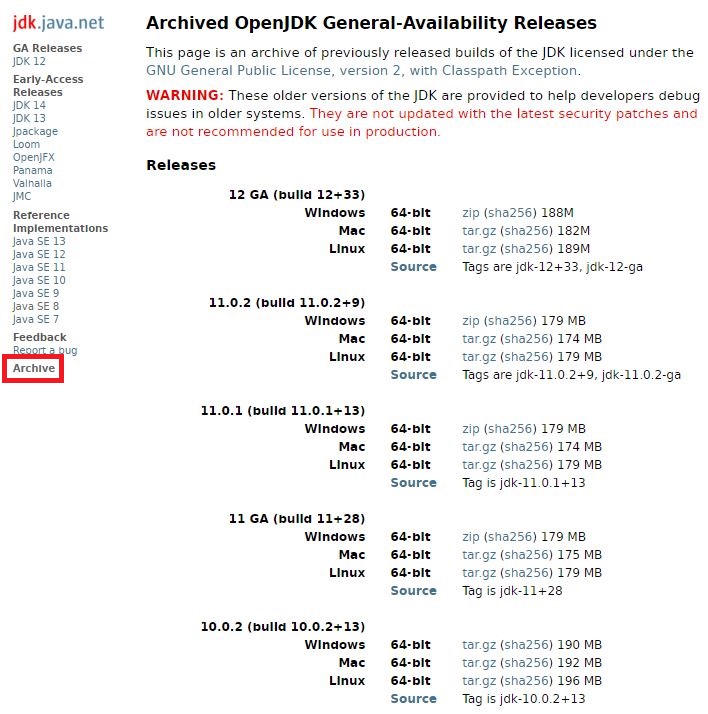 jdk.java.net
GA Releases
JDK 12
Early-Access
Releases
JDK 14
JDK 13
Jpackage
Loom
OpenJFX
Panama
Valhalla
JMC
Reference
Implementations
Java SE 13
Java SE 12
Java SE 11
Java SE 10
Java SE 9
Java SE 8
Java SE 7
Feedback
Report a bug
Archive
Archived OpenJDK General-Availability Releases
This page is an archive of previously released builds of the JDK licensed under the
GNU General Public License, version 2, with Classpath Exception.
WARNING: These older versions of the JDK are provided to help developers debug
issues in older systems. They are not updated with the latest security patches and
are not recommended for use in production.
Releases
12 GA (build 12+33)
Windows 64-bit zip (sha256) 188M
Mac 64-bit tar.gz (sha256) 182M
Linux 64-bit tar.gz (sha256) 189M
Source Tags are jdk-12+33, jdk-12-ga
11.0.2 (build 11.0.2+9)
Windows 64-bit zip (sha256) 179 MB
Mac 64-bit tar.gz (sha256) 174 MB
Linux 64-bit tar.gz (sha256) 179 MB
Source Tags are jdk-11.0.2+9, jdk-11.0.2-ga
11.0.1 (build 11.0.1+13)
Windows 64-bit zip (sha256) 179 MB
Mac 64-bit tar.gz (sha256) 174 MB
Linux 64-bit tar.gz (sha256) 179 MB
Source Tag is jdk-11.0.1+13
11 GA (build 11+28)
Windows 64-bit zip (sha256) 179 MB
Mac 64-bit tar.gz (sha256) 175 MB
Linux 64-bit tar.gz (sha256) 179 MB
Source Tag is jdk-11+28
10.0.2 (build 10.0.2+13)
Windows 64-bit tar.gz (sha256) 190 MB
Mac 64-bit tar.gz (sha256) 192 MB
Linux 64-bit tar.gz (sha256) 196 MB
Source Tag is jdk-10.0.2+13